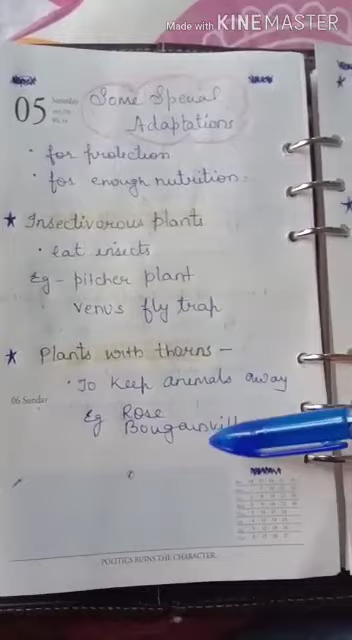 Made with KINEMASTER
05 Saturday
Some Special
Adaptations
• for protection
• for enough nutrition.
★ Insectivorous plants
• eat insects
Eg - pitcher plant
venus fly trap
★ Plants with thorns -
• To keep animals away
06 Sunday
Eg Rose
POLITICS RUINS THE CHARACTER.